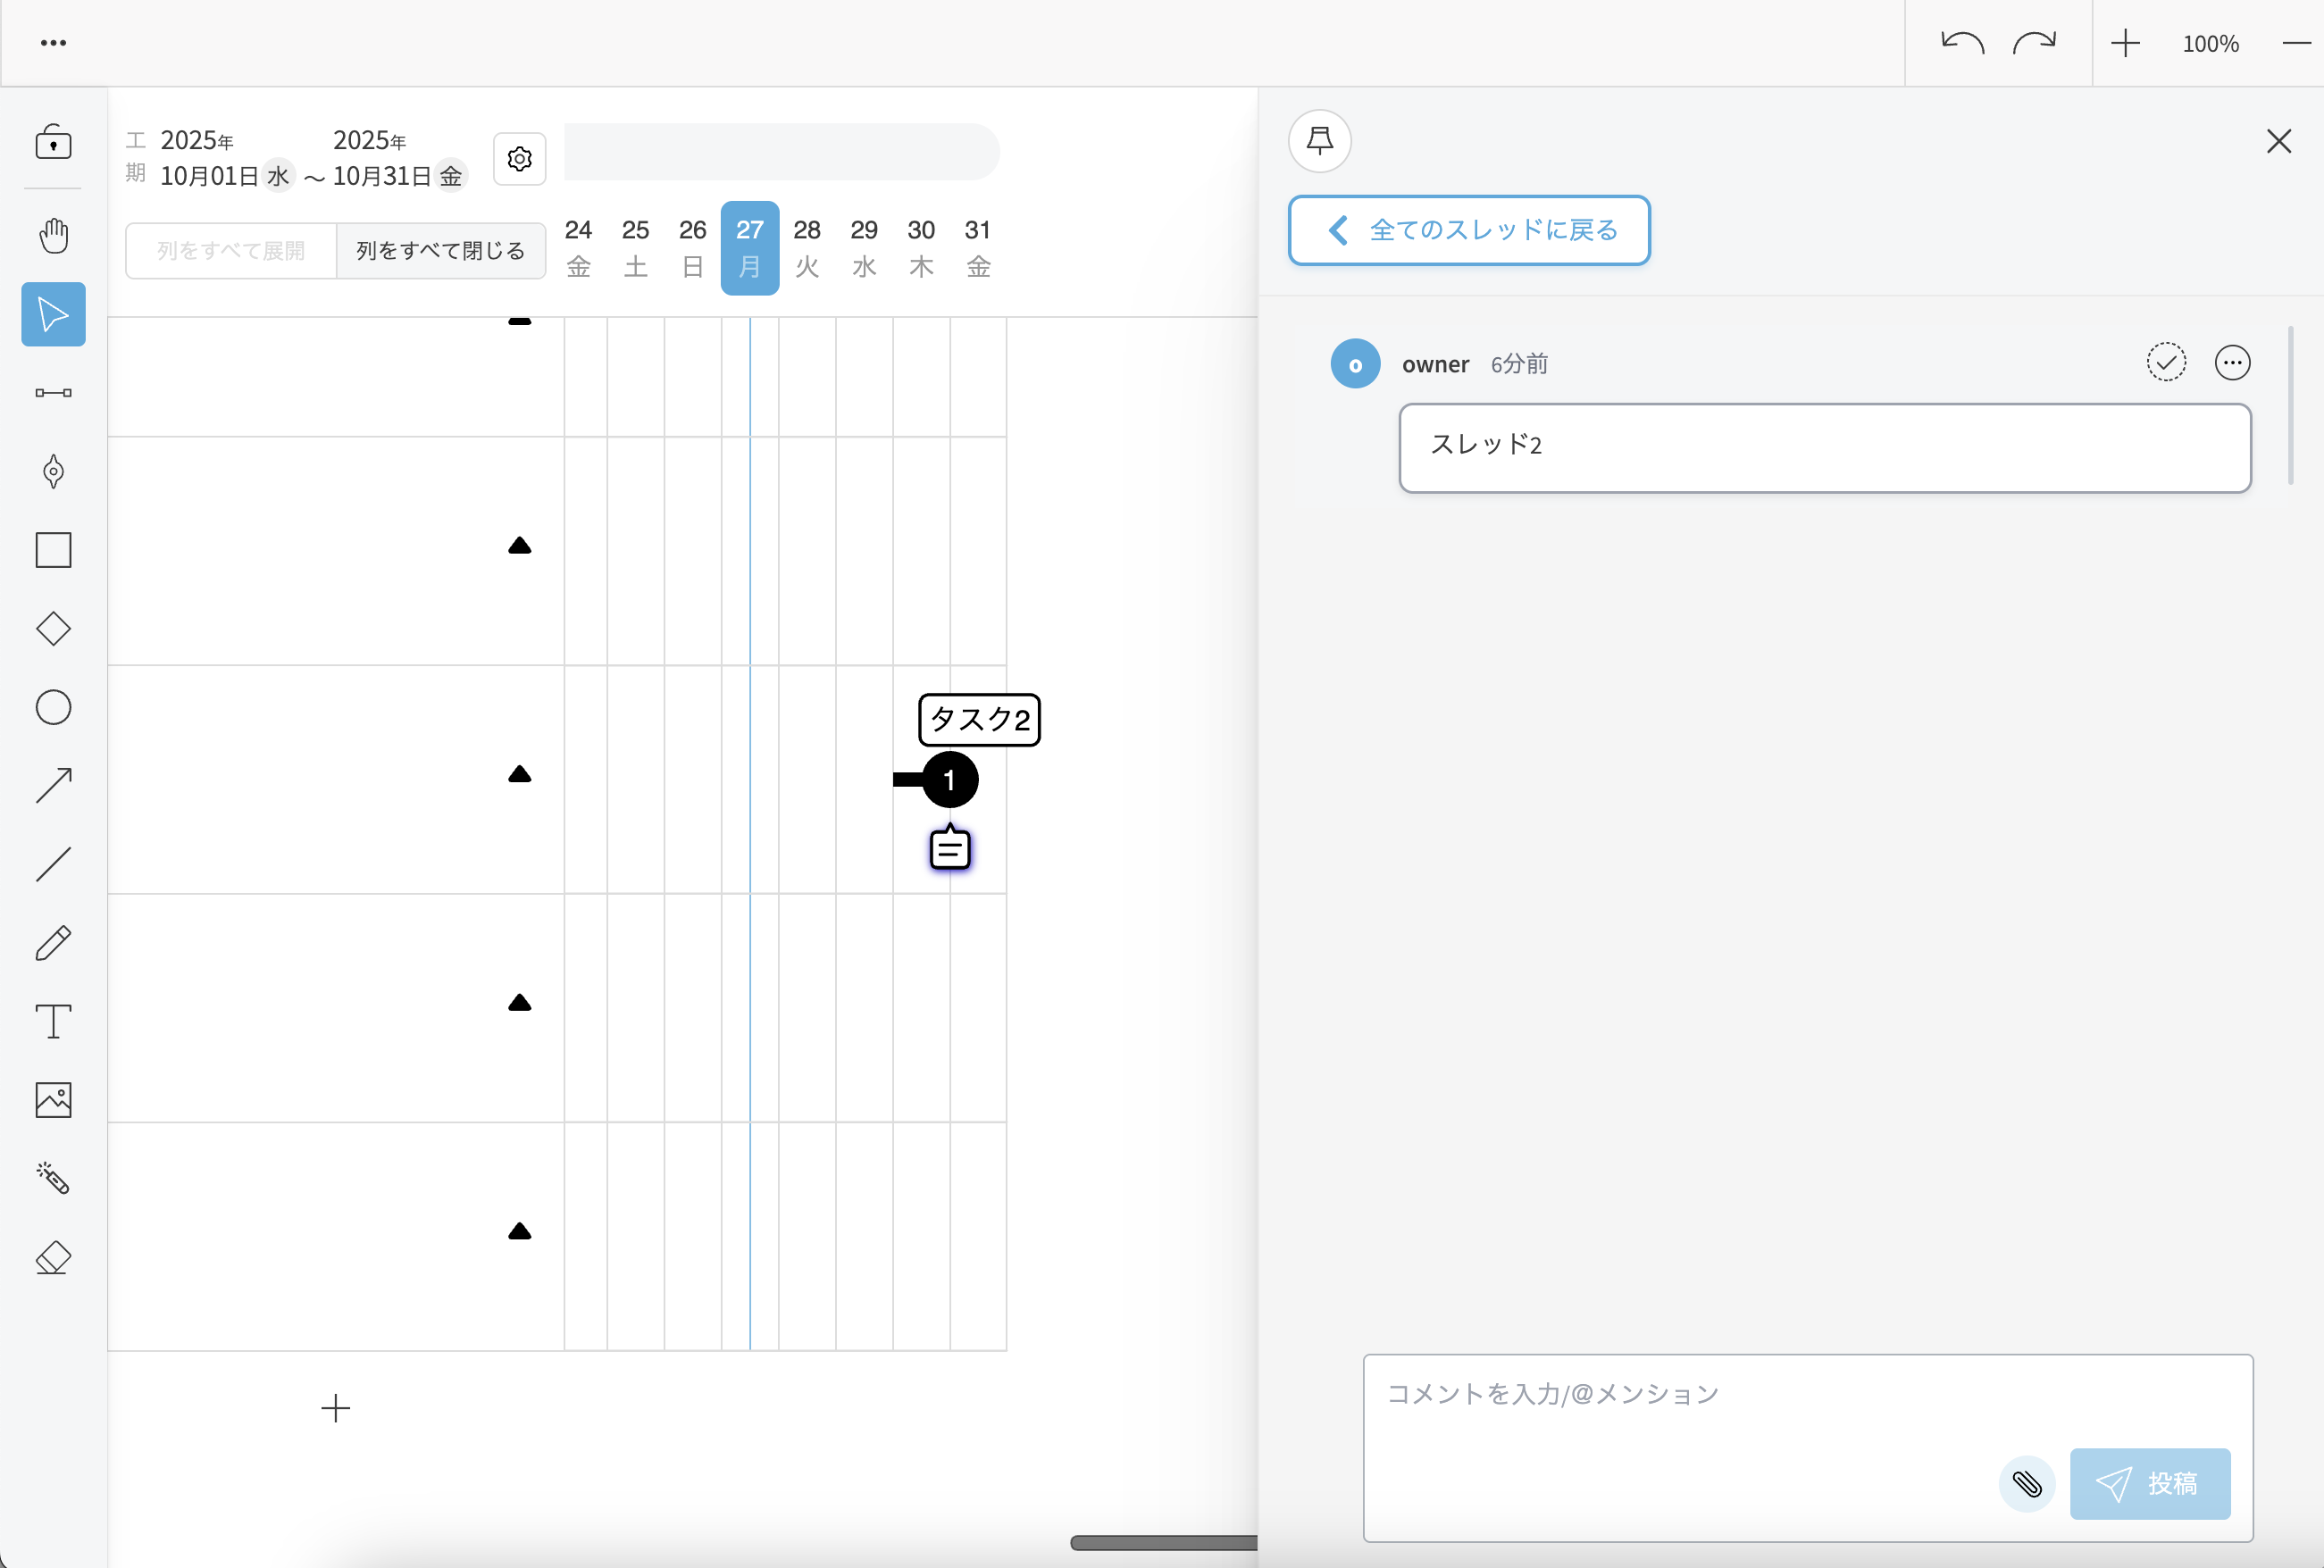 100%
工期
2025年 2025年
10月01日 水 ～ 10月31日 金
列をすべて展開 列をすべて閉じる
24 25 26 27 28 29 30 31
金 土 日 月 火 水 木 金
タスク2
1
全てのスレッドに戻る
o owner 6分前
スレッド2
コメントを入力/@メンション
投稿